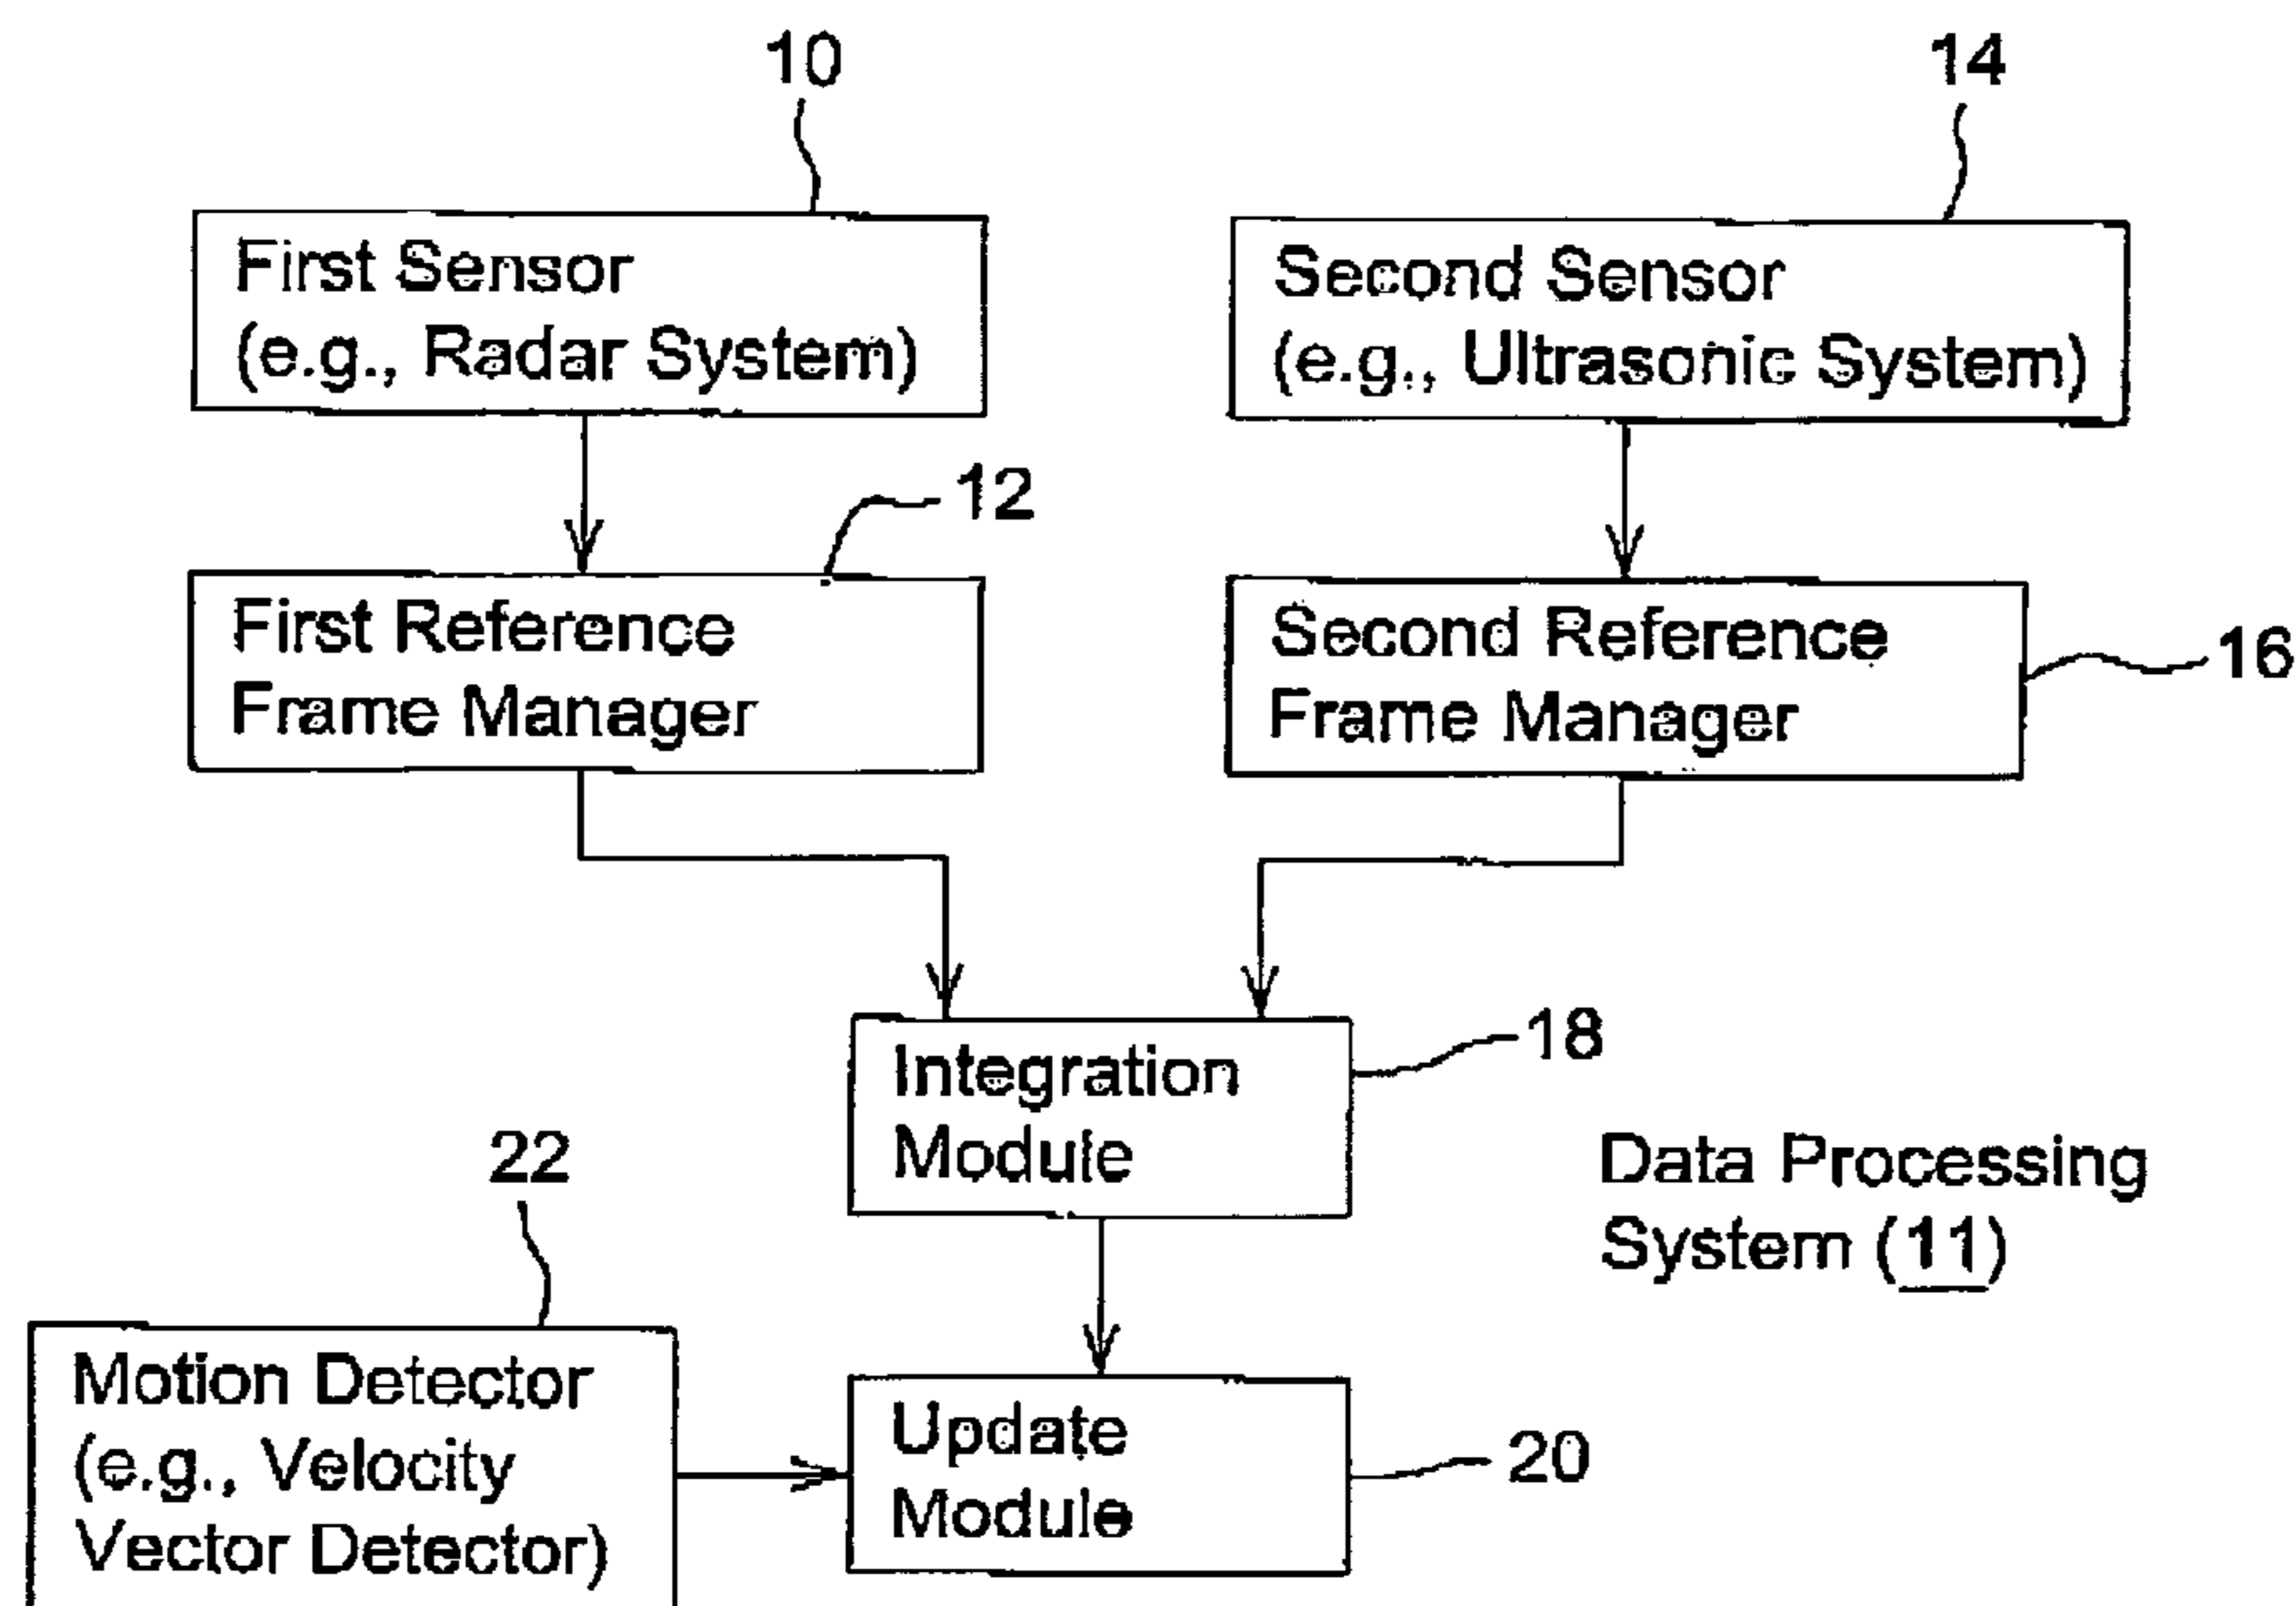 10
14
First Sensor
(e.g., Radar System)
Second Sensor
(e.g., Ultrasonic System)
12
First Reference
Frame Manager
Second Reference
Frame Manager
16
Integration
Module
18
Data Processing
System (11)
22
Motion Detector
(e.g., Velocity
Vector Detector)
Update
Module
20